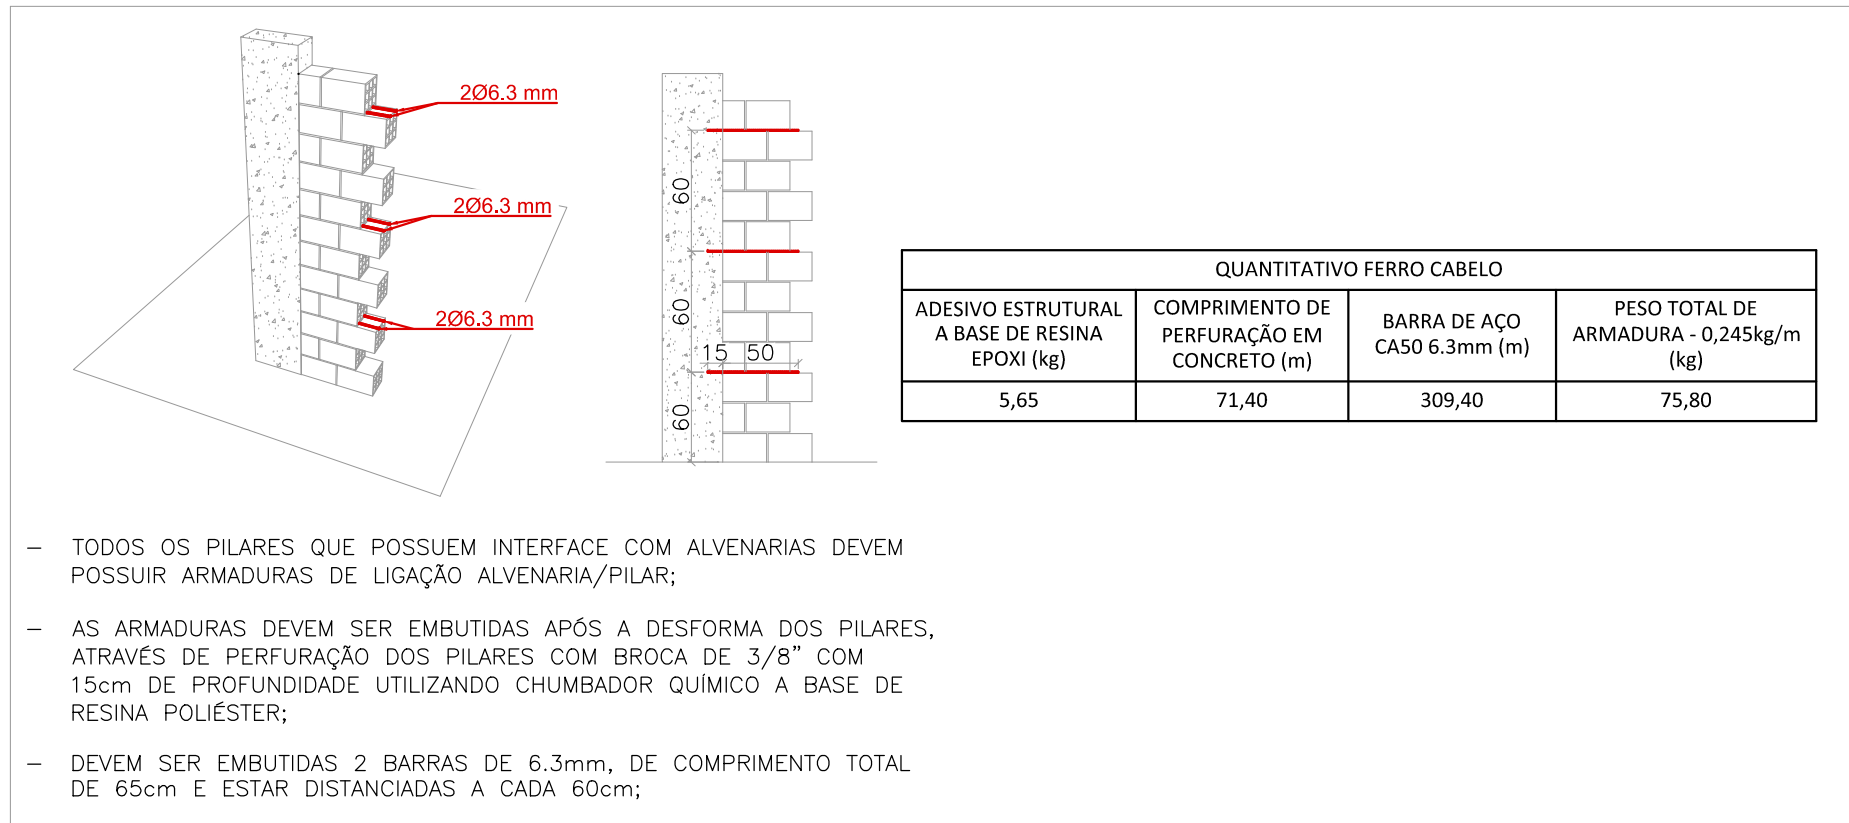 2Ø6.3 mm
2Ø6.3 mm
2Ø6.3 mm
60
60
15 50
60
QUANTITATIVO FERRO CABELO
ADESIVO ESTRUTURAL
A BASE DE RESINA
EPOXI (kg)
COMPRIMENTO DE
PERFURAÇÃO EM
CONCRETO (m)
BARRA DE AÇO
CA50 6.3mm (m)
PESO TOTAL DE
ARMADURA - 0,245kg/m
(kg)
5,65
71,40
309,40
75,80
– TODOS OS PILARES QUE POSSUEM INTERFACE COM ALVENARIAS DEVEM
POSSUIR ARMADURAS DE LIGAÇÃO ALVENARIA/PILAR;
– AS ARMADURAS DEVEM SER EMBUTIDAS APÓS A DESFORMA DOS PILARES,
ATRAVÉS DE PERFURAÇÃO DOS PILARES COM BROCA DE 3/8” COM
15cm DE PROFUNDIDADE UTILIZANDO CHUMBADOR QUÍMICO A BASE DE
RESINA POLIÉSTER;
– DEVEM SER EMBUTIDAS 2 BARRAS DE 6.3mm, DE COMPRIMENTO TOTAL
DE 65cm E ESTAR DISTANCIADAS A CADA 60cm;